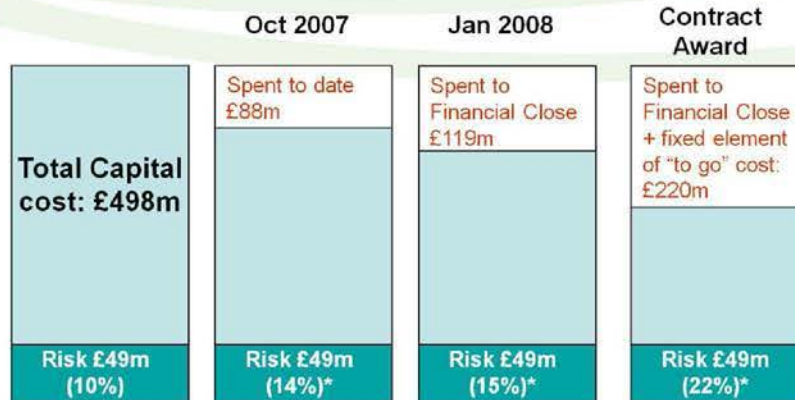 Oct 2007
Jan 2008
Contract
Award
Total Capital
cost: £498m
Risk £49m
(10%)
Spent to date
£88m
Risk £49m
(14%)*
Spent to
Financial Close
£119m
Risk £49m
(15%)*
Spent to
Financial Close
+ fixed element
of "to go" cost:
£220m
Risk £49m
(22%)*